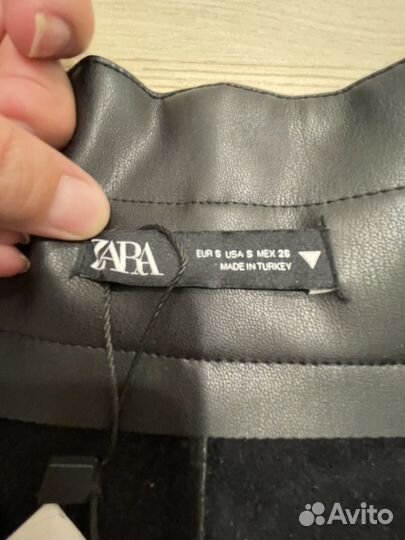 ZARA
EUR S USA S MEX 26
MADE IN TURKEY
Avito